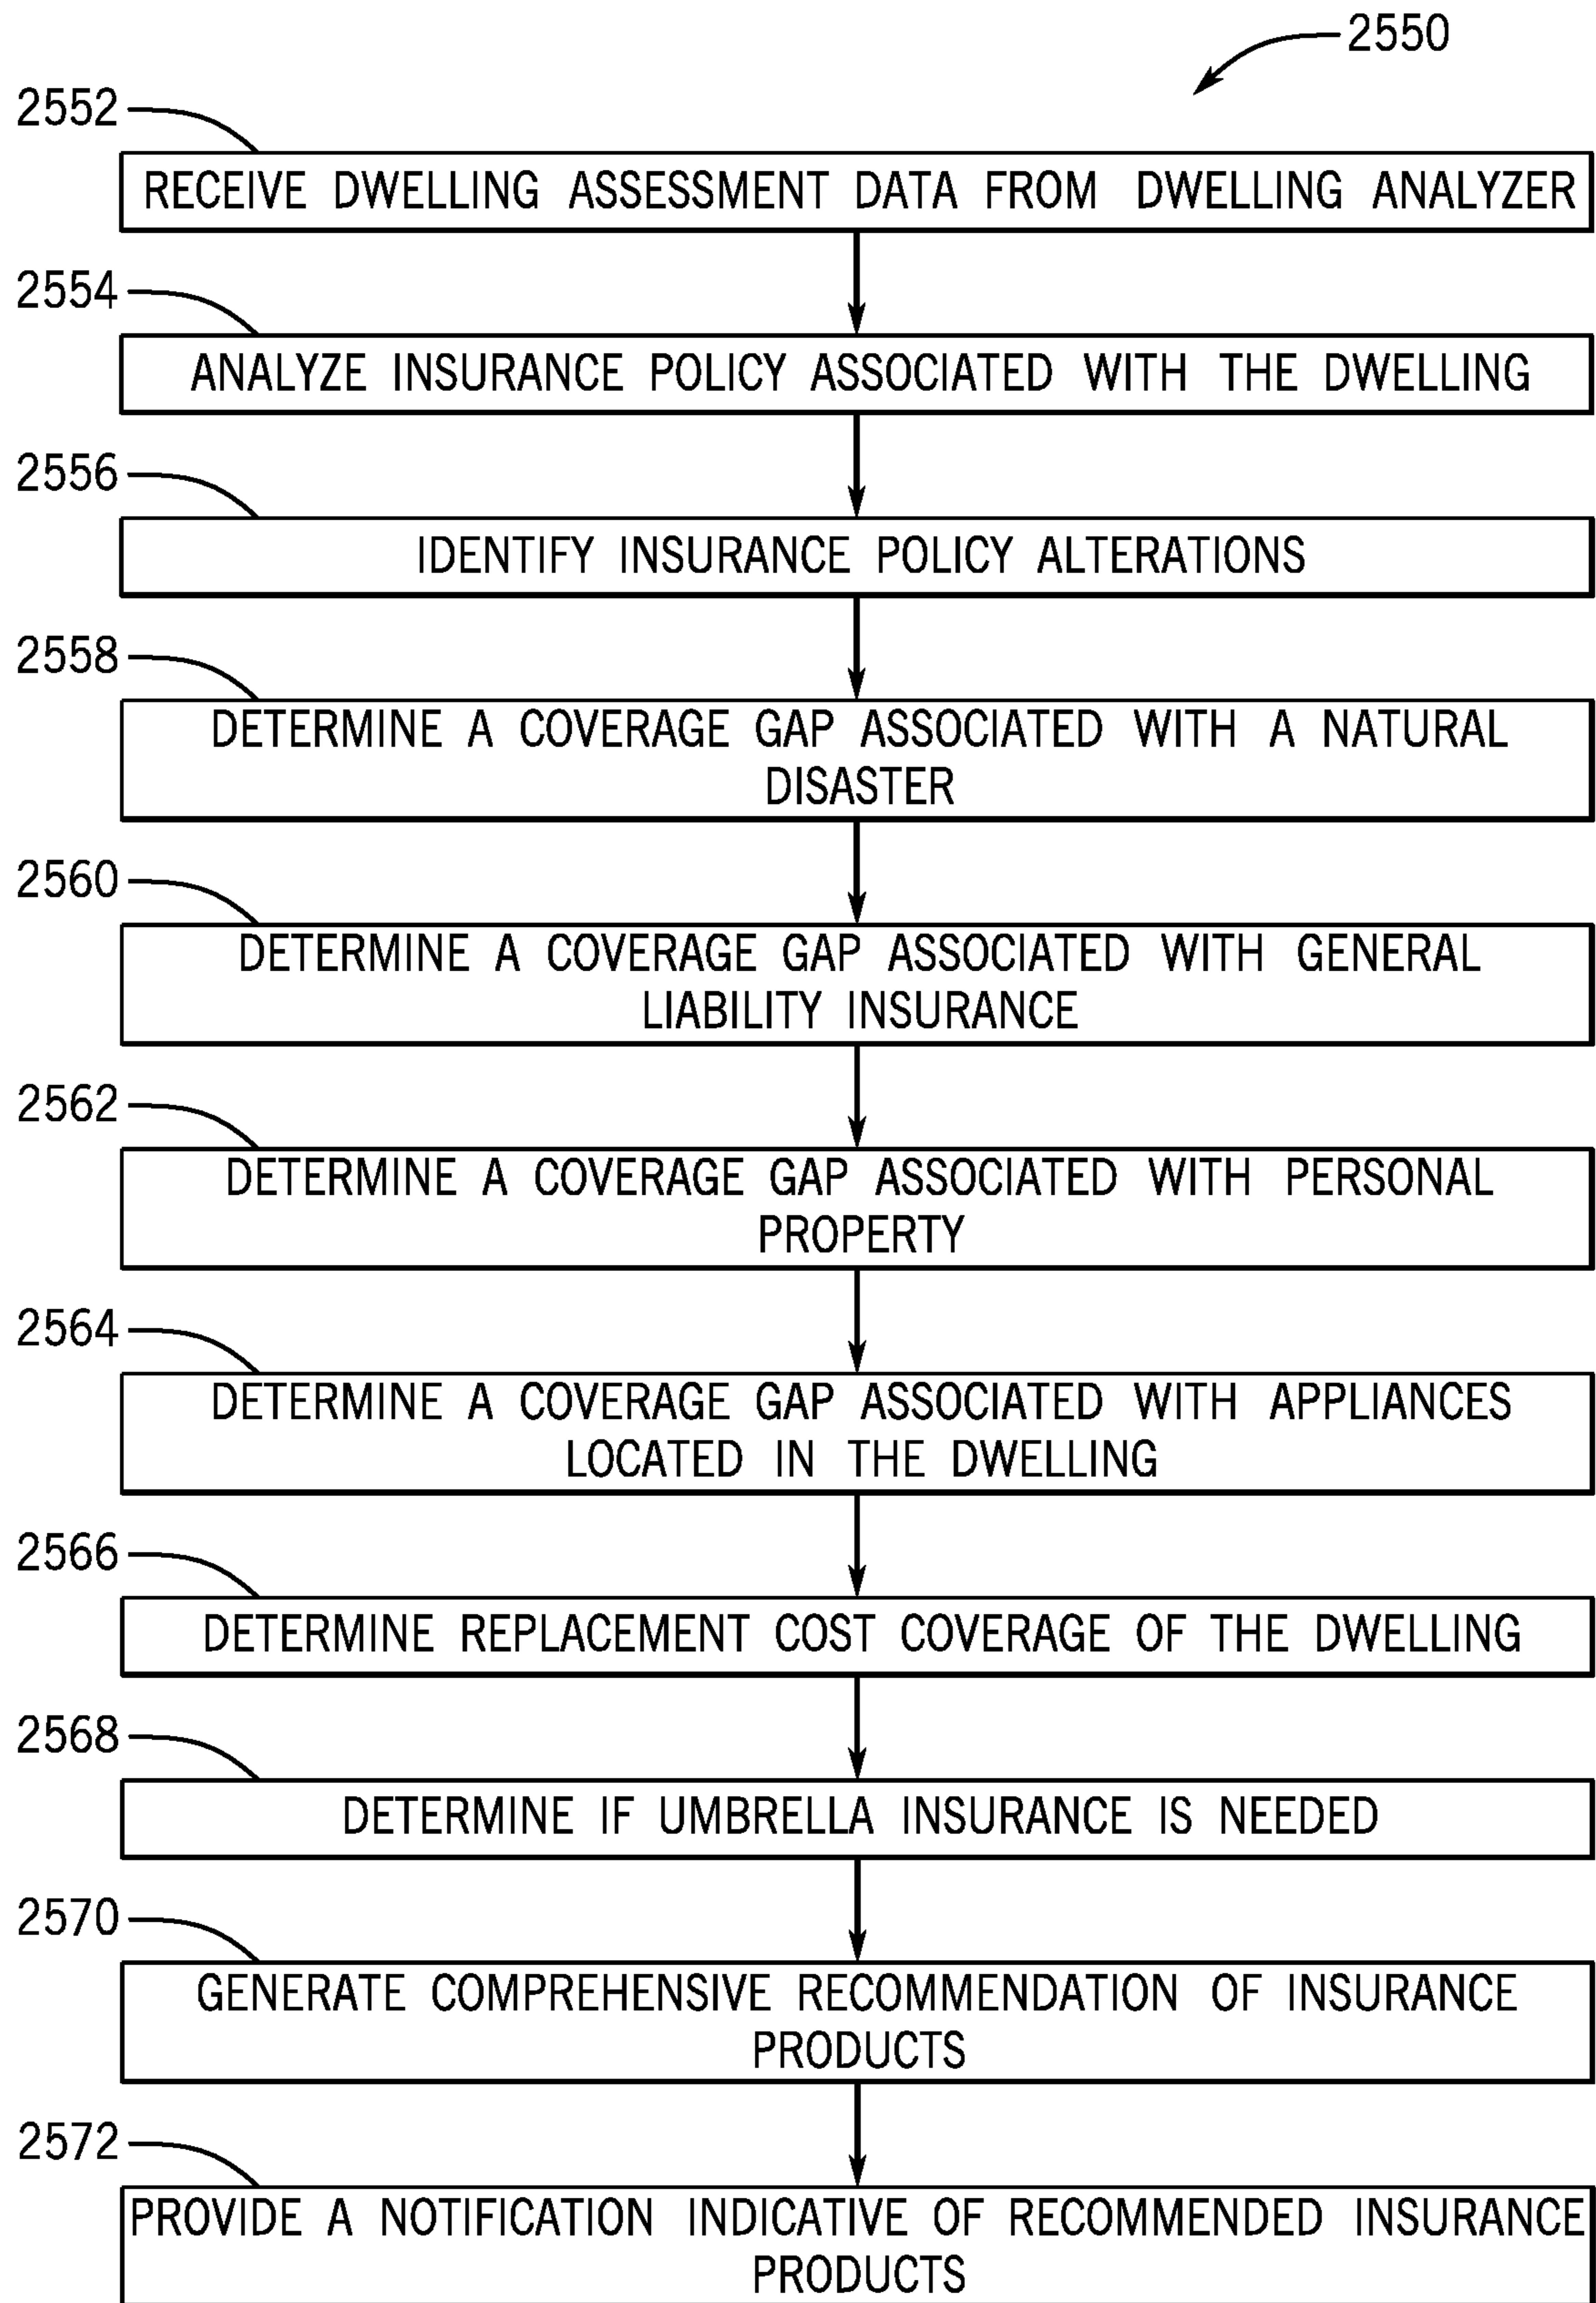 2550
2552
RECEIVE DWELLING ASSESSMENT DATA FROM DWELLING ANALYZER
2554
ANALYZE INSURANCE POLICY ASSOCIATED WITH THE DWELLING
2556
IDENTIFY INSURANCE POLICY ALTERATIONS
2558
DETERMINE A COVERAGE GAP ASSOCIATED WITH A NATURAL
DISASTER
2560
DETERMINE A COVERAGE GAP ASSOCIATED WITH GENERAL
LIABILITY INSURANCE
2562
DETERMINE A COVERAGE GAP ASSOCIATED WITH PERSONAL
PROPERTY
2564
DETERMINE A COVERAGE GAP ASSOCIATED WITH APPLIANCES
LOCATED IN THE DWELLING
2566
DETERMINE REPLACEMENT COST COVERAGE OF THE DWELLING
2568
DETERMINE IF UMBRELLA INSURANCE IS NEEDED
2570
GENERATE COMPREHENSIVE RECOMMENDATION OF INSURANCE
PRODUCTS
2572
PROVIDE A NOTIFICATION INDICATIVE OF RECOMMENDED INSURANCE
PRODUCTS